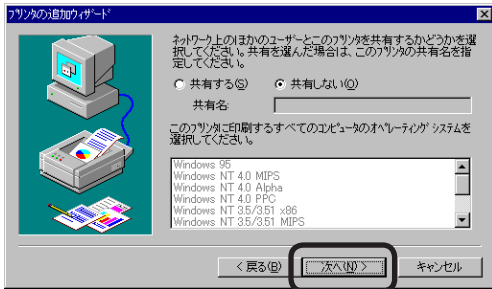 プリンタの追加ウィザード
ネットワーク上のほかのユーザーとこのプリンタを共有するかどうかを選
択してください。共有を選んだ場合は、このプリンタの共有名を指
定してください。
共有する(S)
共有しない(O)
共有名:
このプリンタに印刷するすべてのコンピュータのオペレーティング システムを
選択してください。
Windows 95
Windows NT 4.0 MIPS
Windows NT 4.0 Alpha
Windows NT 4.0 PPC
Windows NT 3.5/3.51 x86
Windows NT 3.5/3.51 MIPS
< 戻る(B)
次へ(N) >
キャンセル